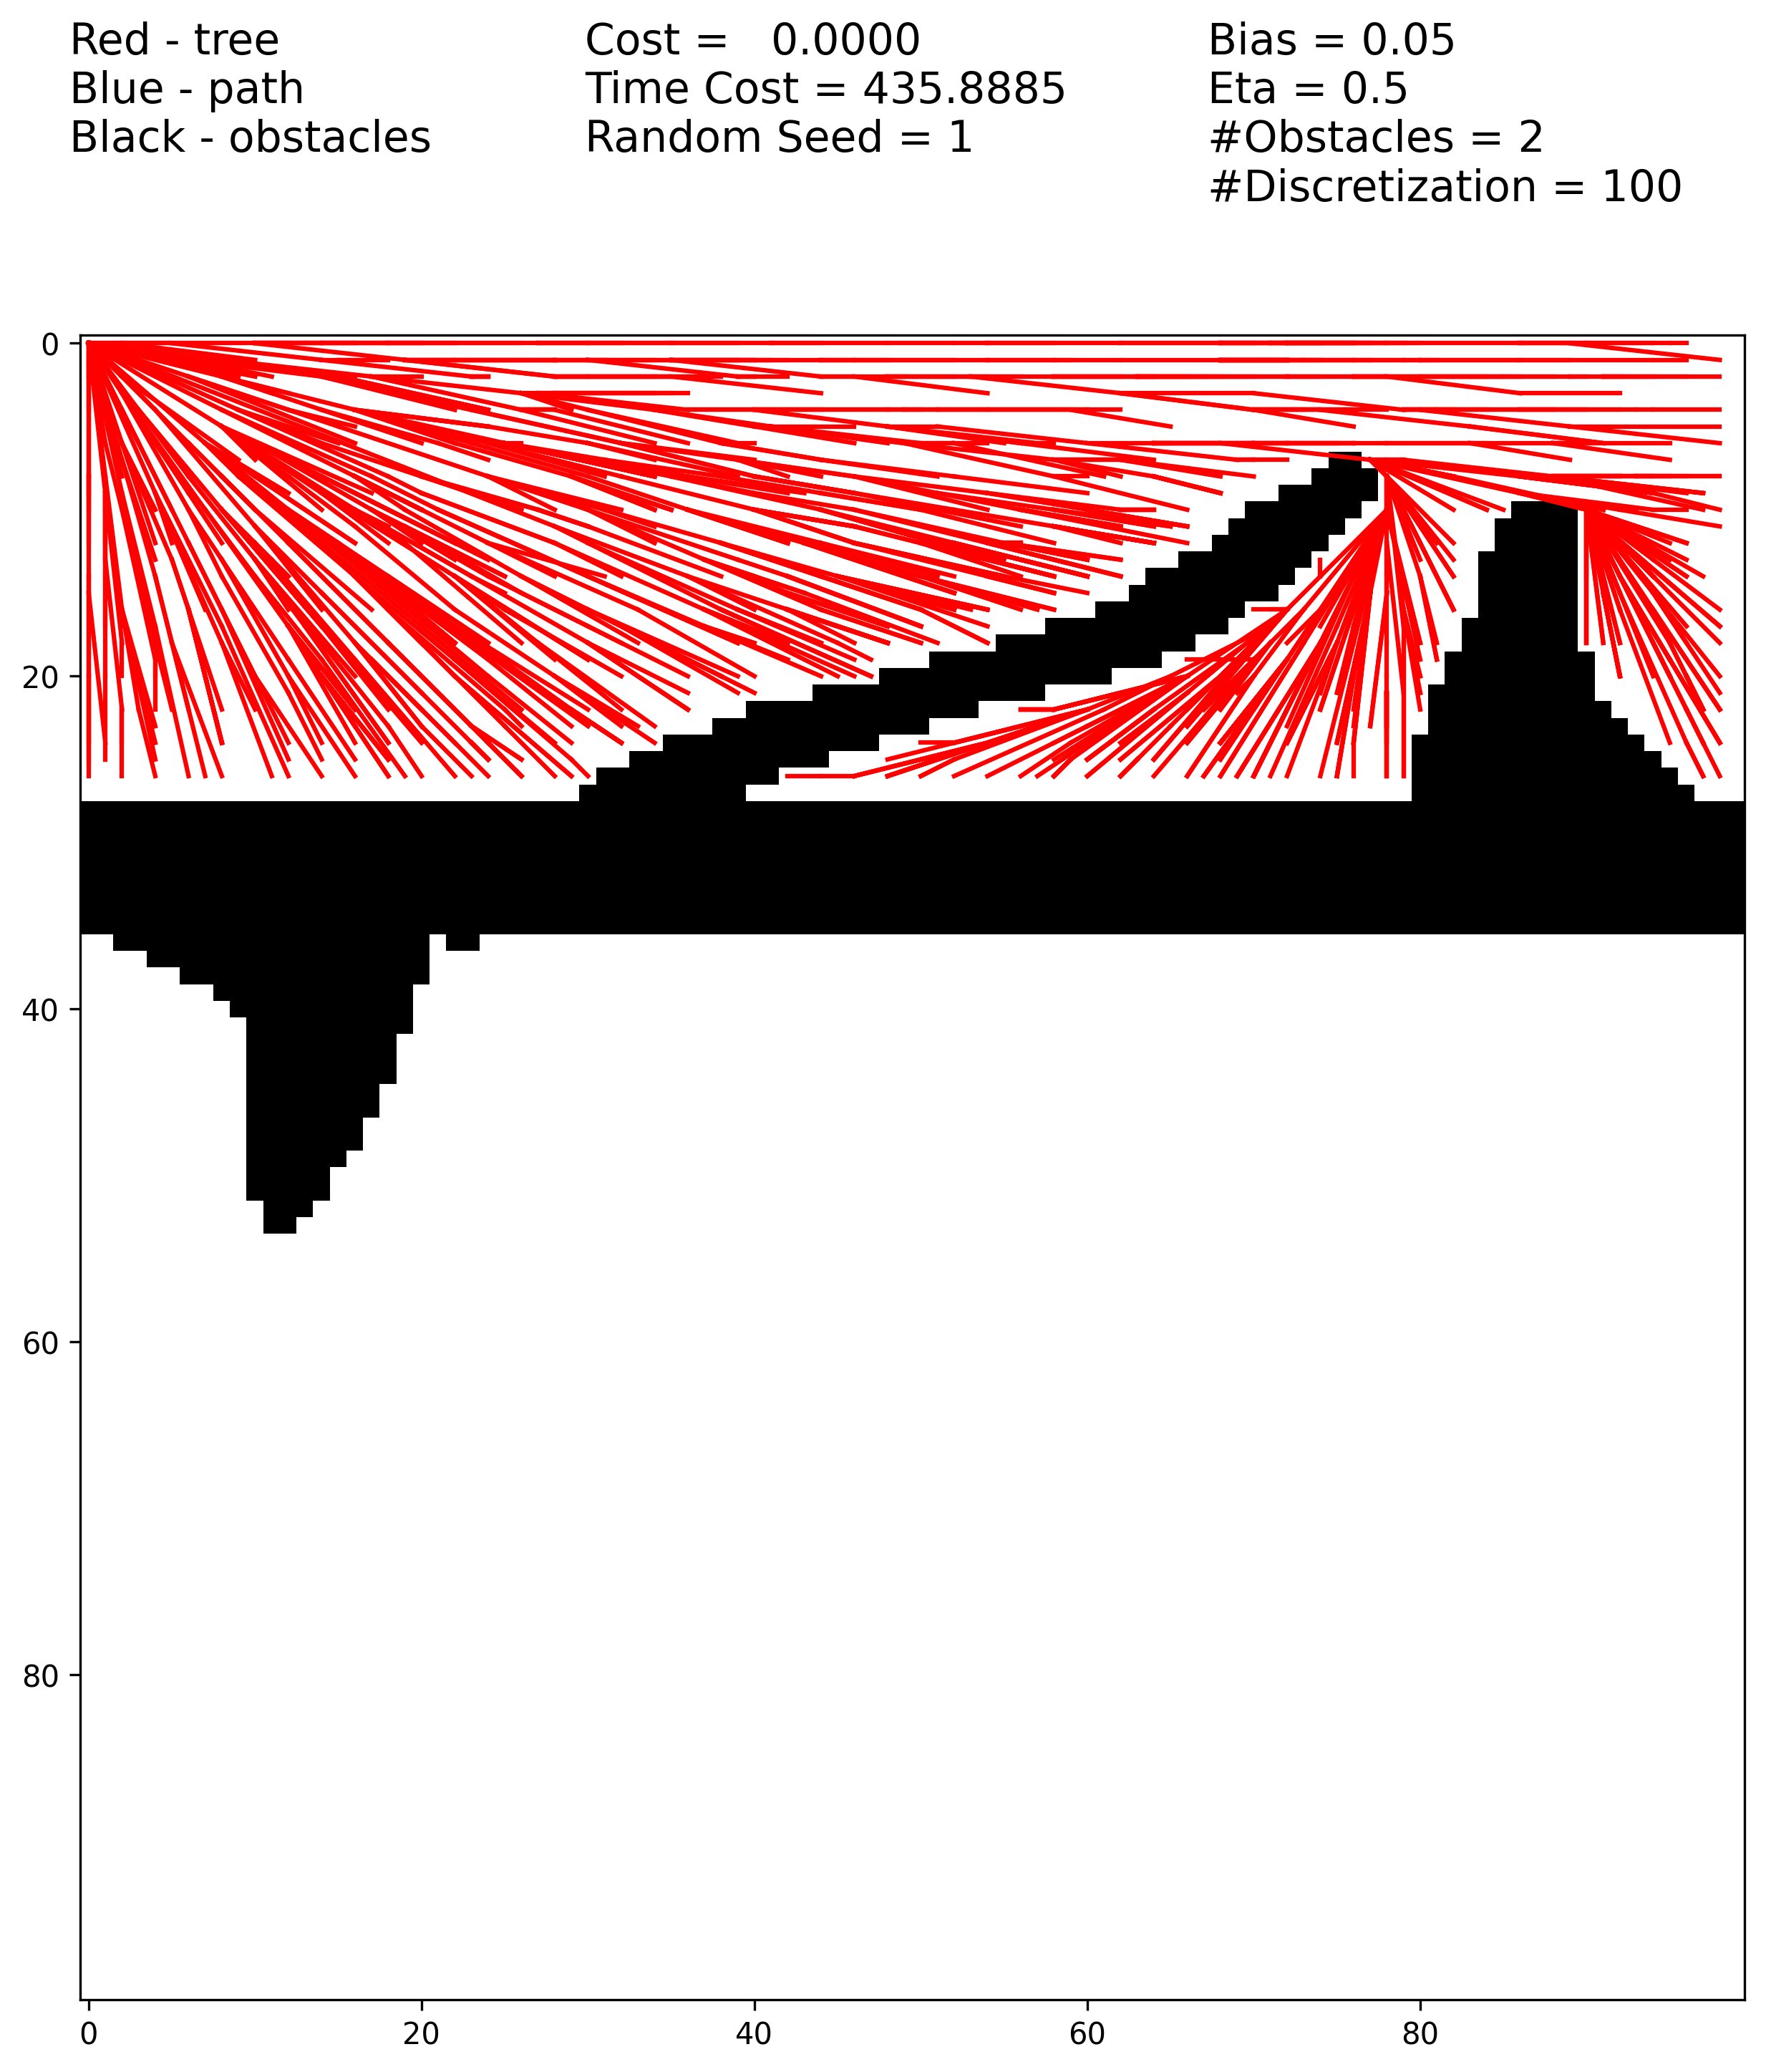 Red - tree
Blue - path
Black - obstacles
Cost =   0.0000
Time Cost = 435.8885
Random Seed = 1
Bias = 0.05
Eta = 0.5
#Obstacles = 2
#Discretization = 100
0
20
40
60
80
0 20 40 60 80